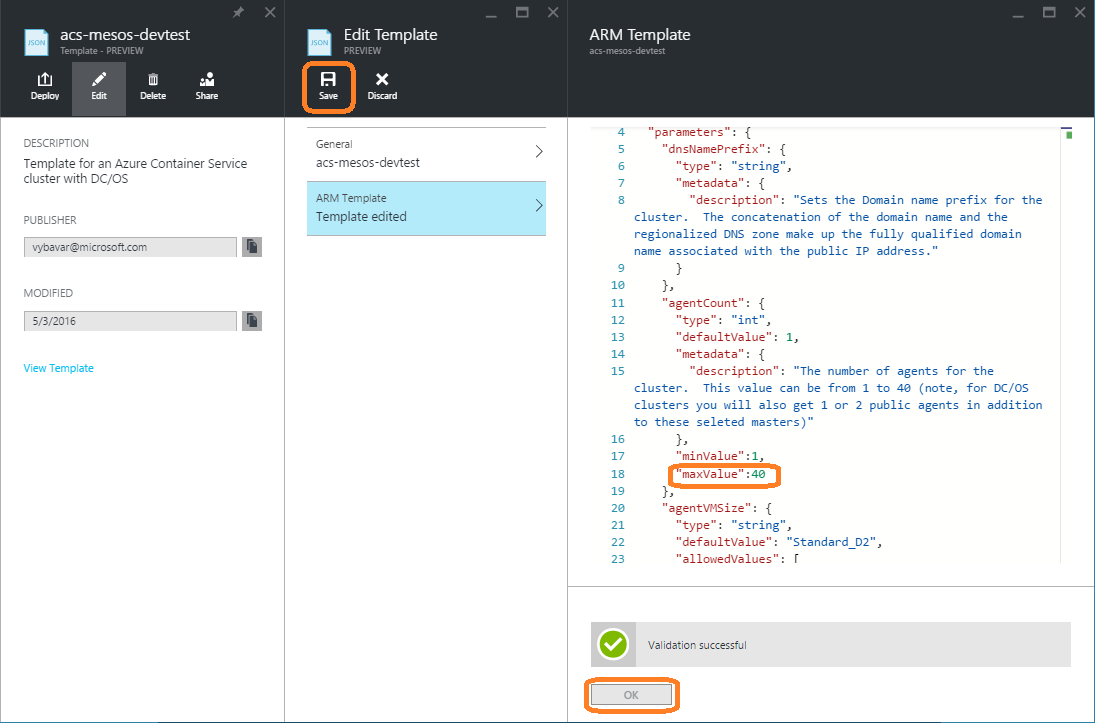 JSON
acs-mesos-devtest
Template - PREVIEW
Deploy
Edit
Delete
Share
DESCRIPTION
Template for an Azure Container Service
cluster with DC/OS
PUBLISHER
vybavar@microsoft.com
MODIFIED
5/3/2016
View Template
JSON
Edit Template
PREVIEW
Save
Discard
General
acs-mesos-devtest
ARM Template
Template edited
ARM Template
acs-mesos-devtest
4 "parameters": {
5 "dnsNamePrefix": {
6 "type": "string",
7 "metadata": {
8 "description": "Sets the Domain name prefix for the
cluster.  The concatenation of the domain name and the
regionalized DNS zone make up the fully qualified domain
name associated with the public IP address."
9 }
10 },
11 "agentCount": {
12 "type": "int",
13 "defaultValue": 1,
14 "metadata": {
15 "description": "The number of agents for the
cluster.  This value can be from 1 to 40 (note, for DC/OS
clusters you will also get 1 or 2 public agents in addition
to these seleted masters)"
16 },
17 "minValue":1,
18 "maxValue":40
19 },
20 "agentVMSize": {
21 "type": "string",
22 "defaultValue": "Standard_D2",
23 "allowedValues": [
Validation successful
OK